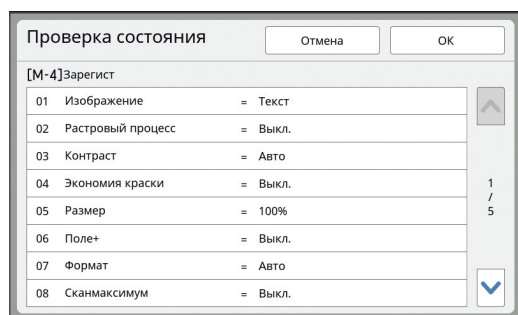 Проверка состояния Отмена ОК
[М-4]Зарегист
01 Изображение = Текст
02 Растровый процесс = Выкл.
03 Контраст = Авто
04 Экономия краски = Выкл.
05 Размер = 100%
06 Поле+ = Выкл.
07 Формат = Авто
08 Сканмаксимум = Выкл.
1
/
5